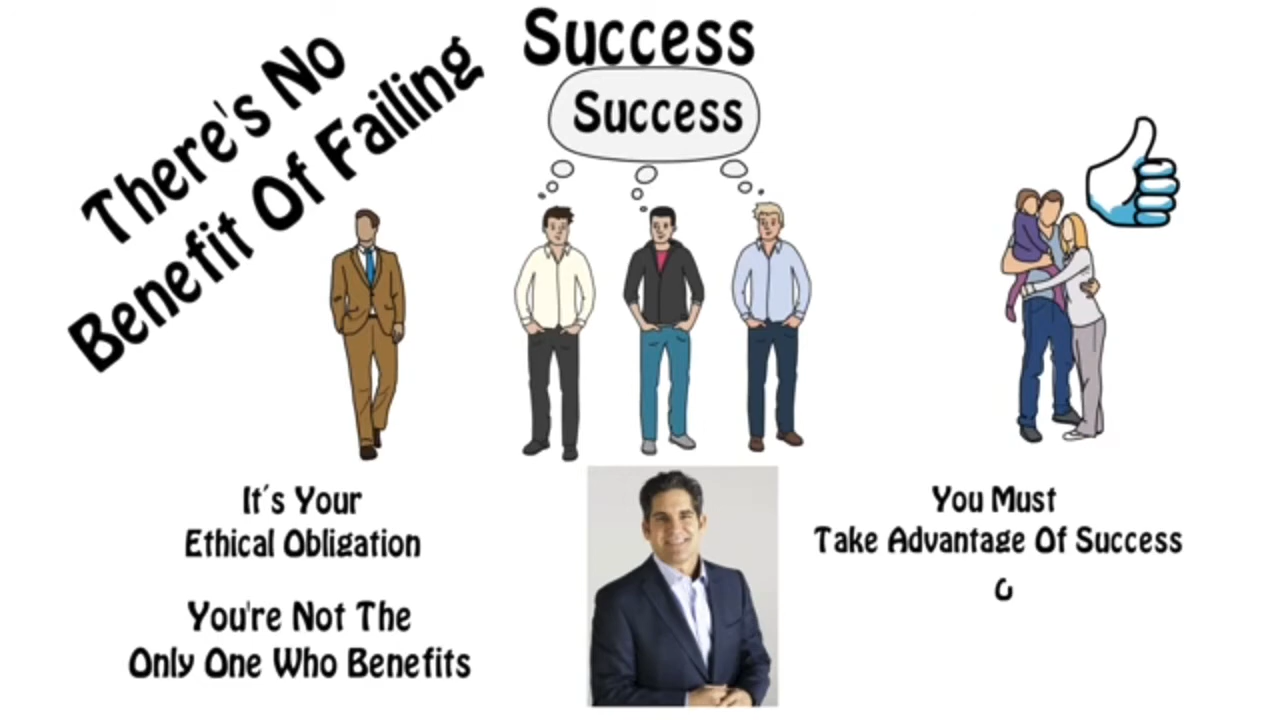 There's No
Benefit Of Failing
Success
Success
It's Your
Ethical Obligation
You're Not The
Only One Who Benefits
You Must
Take Advantage Of Success